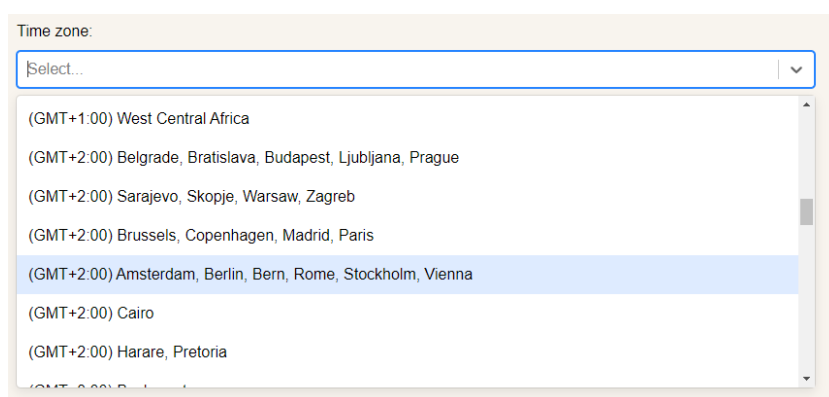 Time zone:
Select...
(GMT+1:00) West Central Africa
(GMT+2:00) Belgrade, Bratislava, Budapest, Ljubljana, Prague
(GMT+2:00) Sarajevo, Skopje, Warsaw, Zagreb
(GMT+2:00) Brussels, Copenhagen, Madrid, Paris
(GMT+2:00) Amsterdam, Berlin, Bern, Rome, Stockholm, Vienna
(GMT+2:00) Cairo
(GMT+2:00) Harare, Pretoria